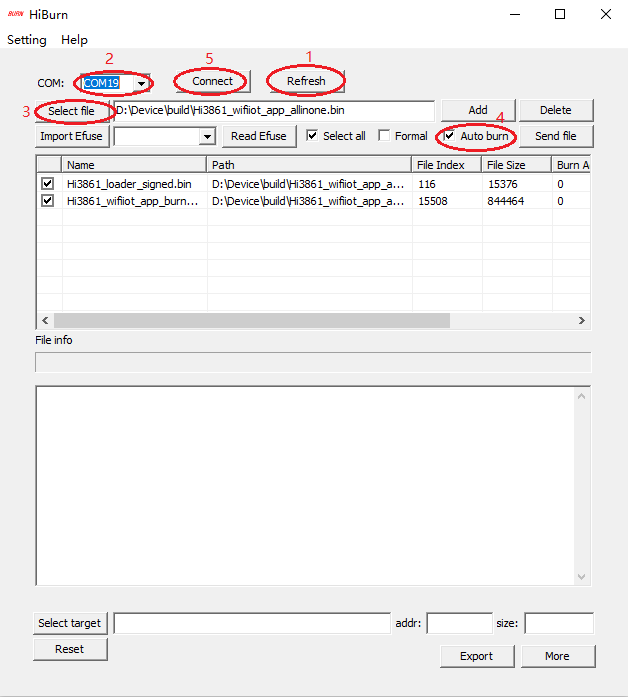 BURN HiBurn
Setting Help
2 5 1
COM: COM19 Connect Refresh
3 Select file D:\Device\build\Hi3861_wifiiot_app_allinone.bin Add Delete
4
Import Efuse Read Efuse Select all Formal Auto burn Send file
Name Path File Index File Size Burn A
Hi3861_loader_signed.bin D:\Device\build\Hi3861_wifiiot_app_a... 116 15376 0
Hi3861_wifiiot_app_burn... D:\Device\build\Hi3861_wifiiot_app_a... 15508 844464 0
File info
Select target addr: size:
Reset
Export More